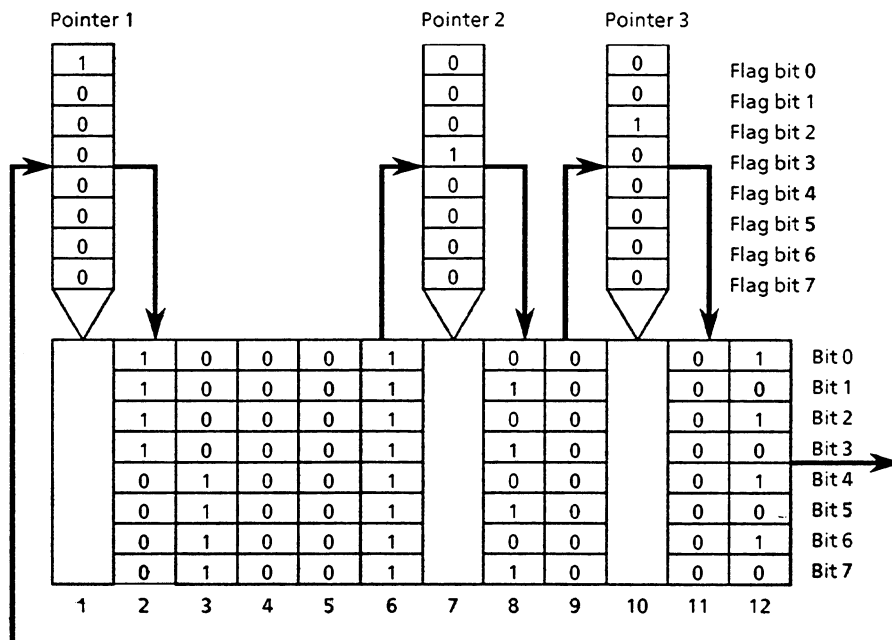 Pointer 1 Pointer 2 Pointer 3
1 0 0 Flag bit 0
0 0 0 Flag bit 1
0 0 1 Flag bit 2
0 1 0 Flag bit 3
0 0 0 Flag bit 4
0 0 0 Flag bit 5
0 0 0 Flag bit 6
0 0 0 Flag bit 7
1 0 0 0 1 0 0 0 1 Bit 0
1 0 0 0 1 1 0 0 0 Bit 1
1 0 0 0 1 0 0 0 1 Bit 2
1 0 0 0 1 1 0 0 0 Bit 3
0 1 0 0 1 0 0 0 1 Bit 4
0 1 0 0 1 1 0 0 0 Bit 5
0 1 0 0 1 0 0 0 1 Bit 6
0 1 0 0 1 1 0 0 0 Bit 7
1 2 3 4 5 6 7 8 9 10 11 12